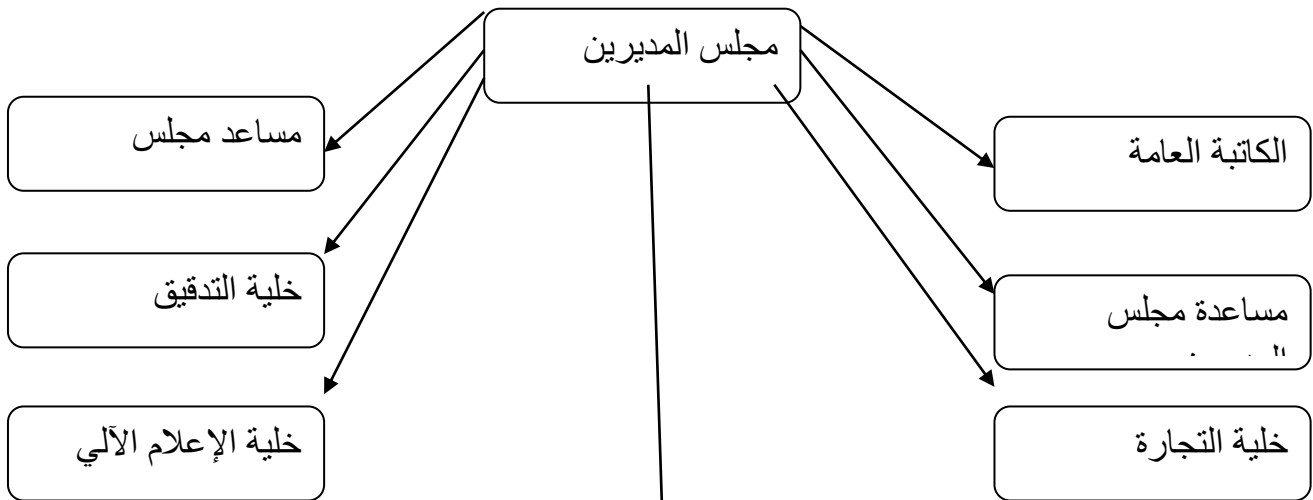 مجلس المديرين
الكاتبة العامة
مساعد مجلس
مساعدة مجلس
خلية التدقيق
خلية التجارة
خلية الإعلام الآلي